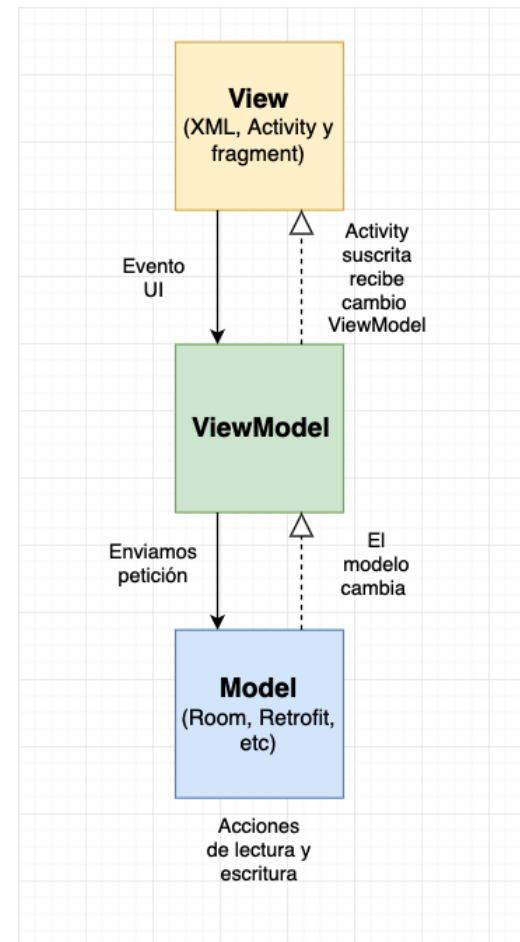 View
(XML, Activity y
fragment)
Evento
UI
Activity
suscrita
recibe
cambio
ViewModel
ViewModel
Enviamos
petición
El
modelo
cambia
Model
(Room, Retrofit,
etc)
Acciones
de lectura y
escritura